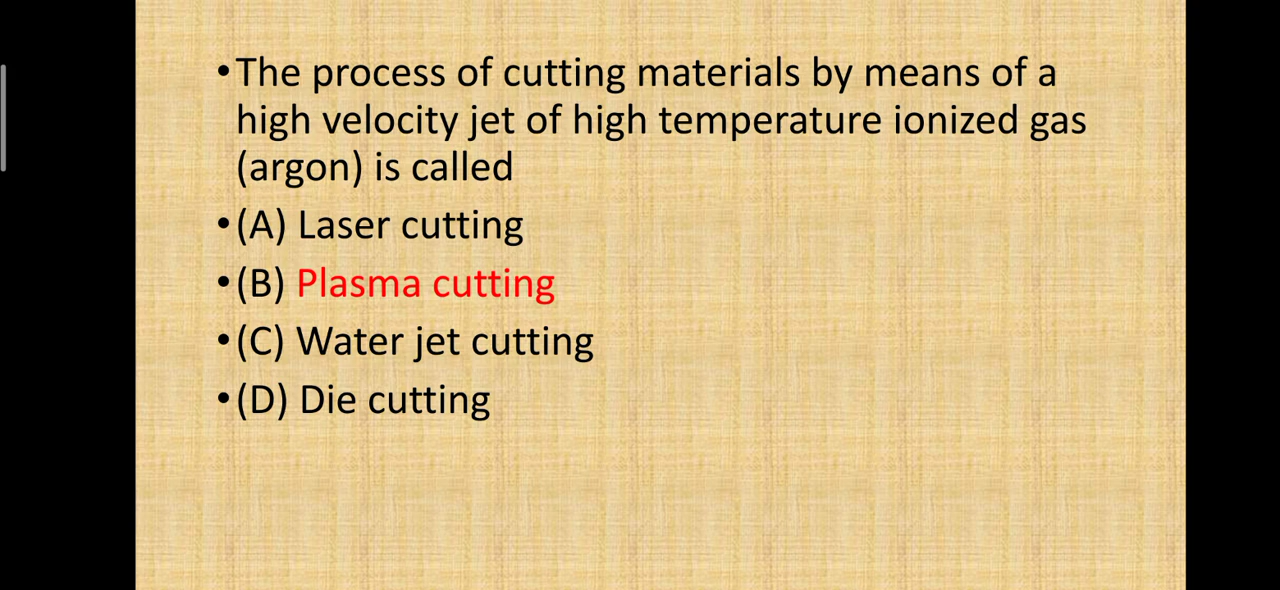 •The process of cutting materials by means of a
high velocity jet of high temperature ionized gas
(argon) is called
•(A) Laser cutting
•(B) Plasma cutting
•(C) Water jet cutting
•(D) Die cutting